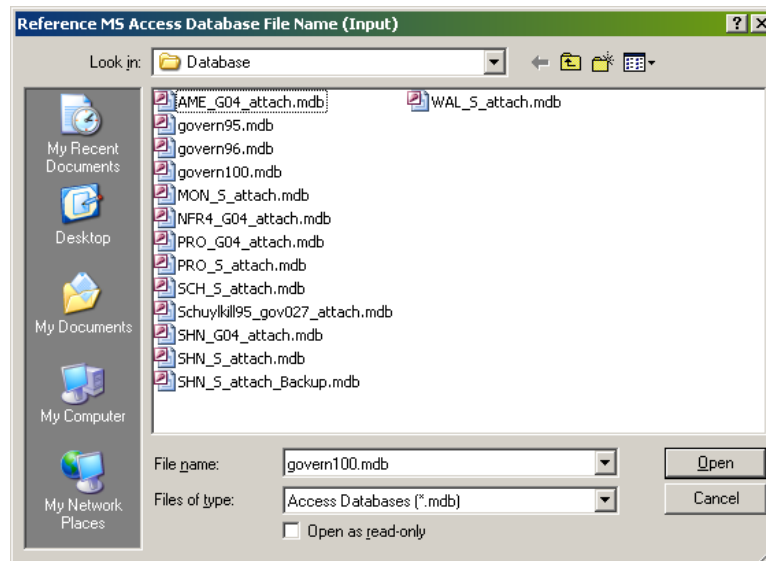 Reference MS Access Database File Name (Input)
Look in:
Database
My Recent
Documents
Desktop
My Documents
My Computer
My Network
Places
AME_G04_attach.mdb
govern95.mdb
govern96.mdb
govern100.mdb
MON_S_attach.mdb
NFR4_G04_attach.mdb
PRO_G04_attach.mdb
PRO_S_attach.mdb
SCH_S_attach.mdb
Schuylkill95_gov027_attach.mdb
SHN_G04_attach.mdb
SHN_S_attach.mdb
SHN_S_attach_Backup.mdb
WAL_S_attach.mdb
File name:
govern100.mdb
Open
Files of type:
Access Databases (*.mdb)
Cancel
Open as read-only